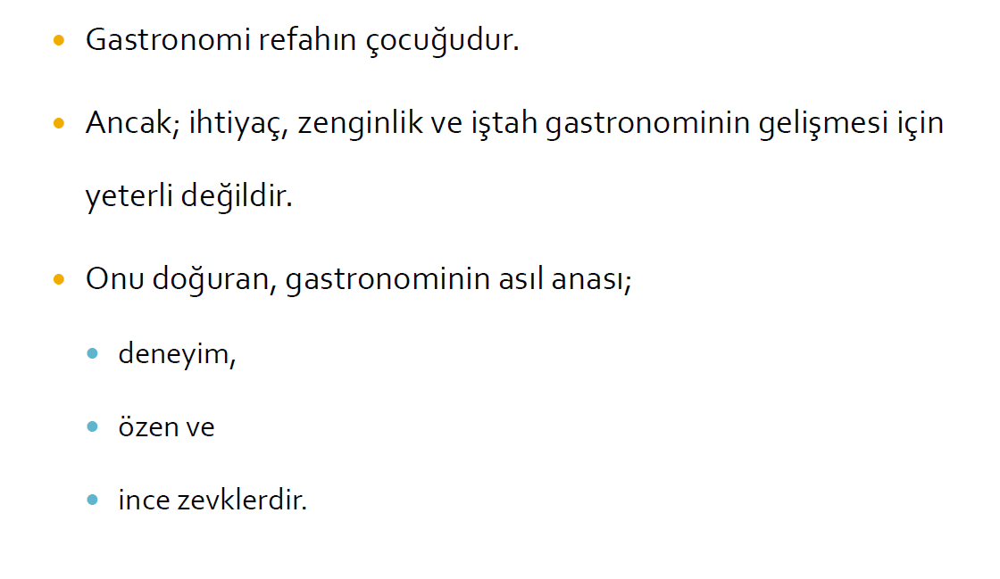 • Gastronomi refahın çocuğudur.
• Ancak; ihtiyaç, zenginlik ve iştah gastronominin gelişmesi için
yeterli değildir.
• Onu doğuran, gastronominin asıl anası;
• deneyim,
• özen ve
• ince zevklerdir.